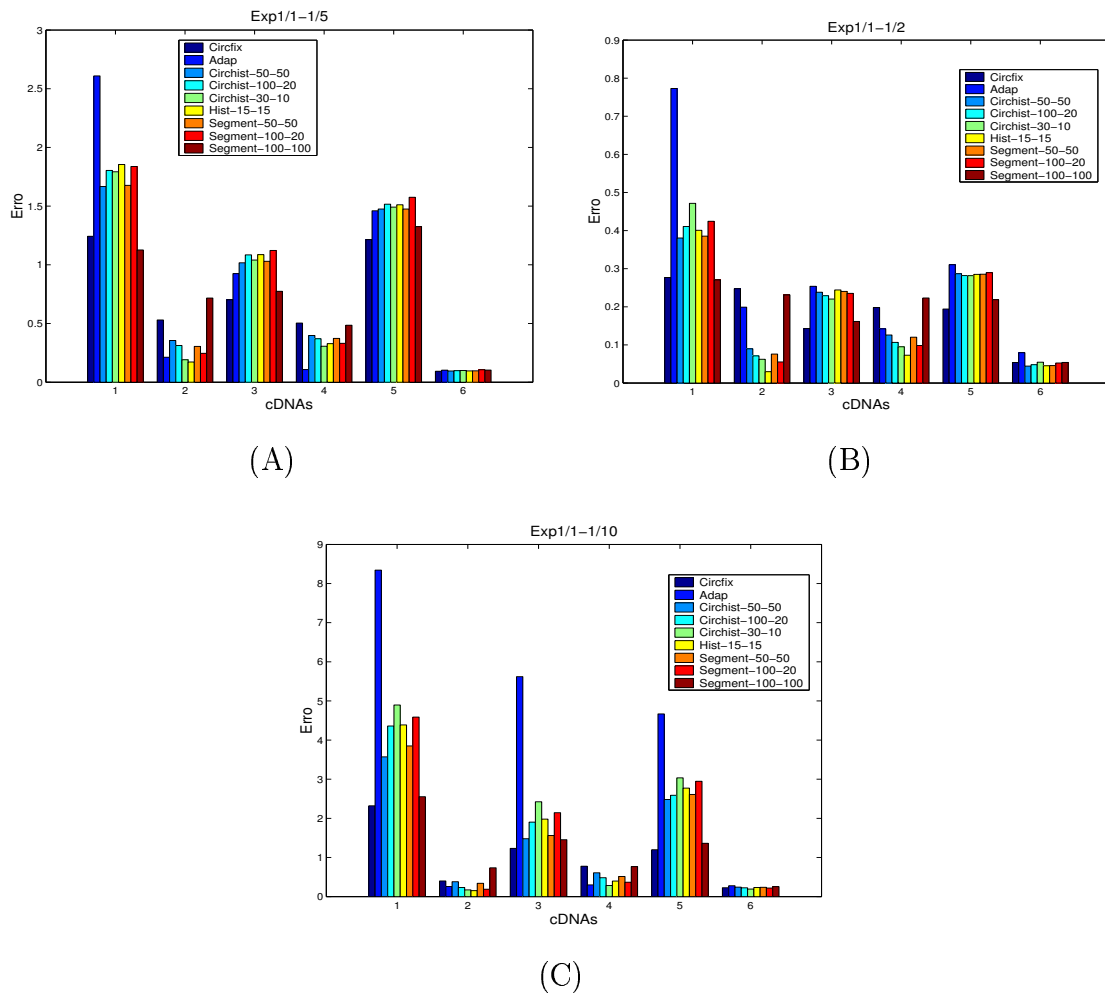 Exp1/1−1/5
3
2.5
2
1.5
1
0.5
0
Erro
Circfix
Adap
Circhist−50−50
Circhist−100−20
Circhist−30−10
Hist−15−15
Segment−50−50
Segment−100−20
Segment−100−100
1 2 3 4 5 6
cDNAs
(A)
Exp1/1−1/2
0.9
0.8
0.7
0.6
0.5
0.4
0.3
0.2
0.1
0
Erro
Circfix
Adap
Circhist−50−50
Circhist−100−20
Circhist−30−10
Hist−15−15
Segment−50−50
Segment−100−20
Segment−100−100
1 2 3 4 5 6
cDNAs
(B)
Exp1/1−1/10
9
8
7
6
5
4
3
2
1
0
Erro
Circfix
Adap
Circhist−50−50
Circhist−100−20
Circhist−30−10
Hist−15−15
Segment−50−50
Segment−100−20
Segment−100−100
1 2 3 4 5 6
cDNAs
(C)